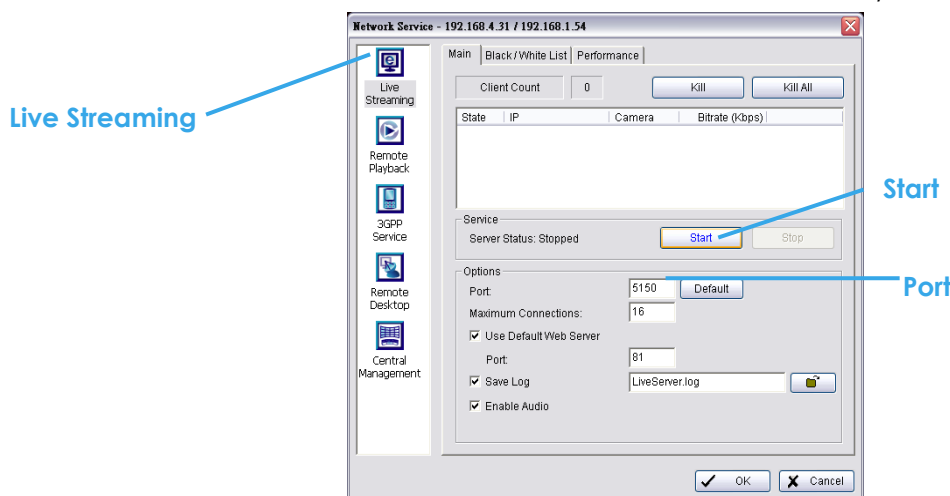 Network Service - 192.168.4.31 / 192.168.1.54
Live Streaming
Live
Streaming
Remote
Playback
3GPP
Service
Remote
Desktop
Central
Management
Main Black / White List Performance
Client Count 0 Kill Kill All
State IP Camera Bitrate (Kbps)
Service
Server Status: Stopped Start Stop
Start
Options
Port: 5150 Default
Port
Maximum Connections: 16
Use Default Web Server
Port: 81
Save Log LiveServer.log
Enable Audio
OK Cancel